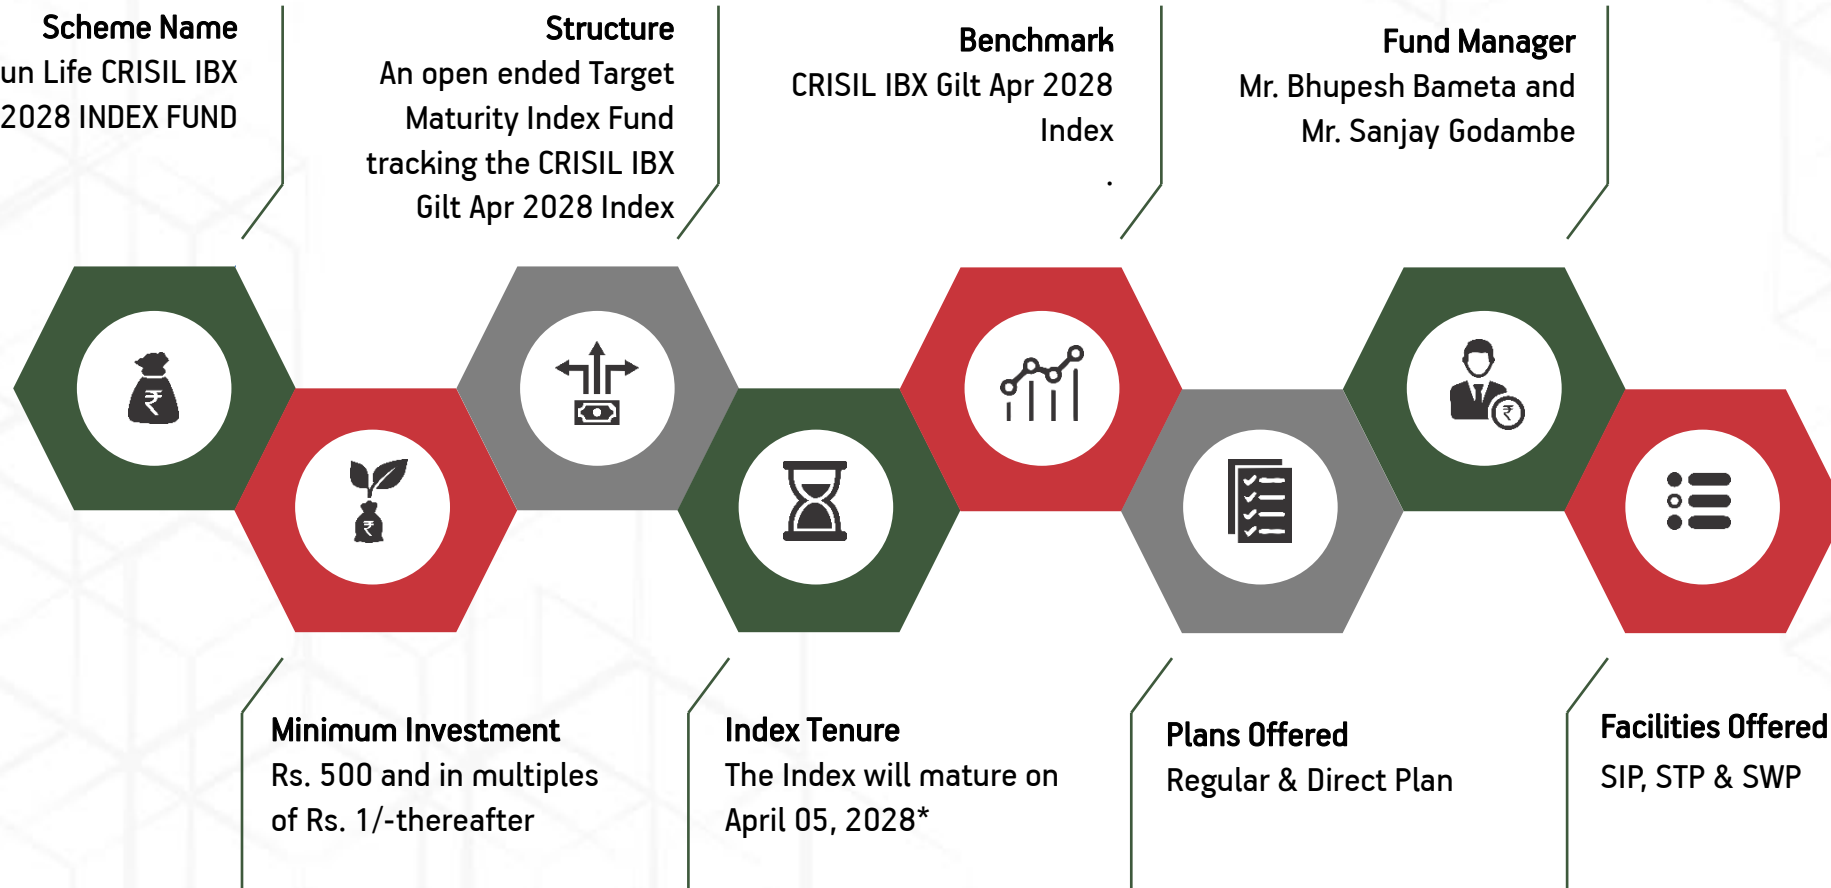 Scheme Name
un Life CRISIL IBX
2028 INDEX FUND
Structure
An open ended Target
Maturity Index Fund
tracking the CRISIL IBX
Gilt Apr 2028 Index
Benchmark
CRISIL IBX Gilt Apr 2028
Index
.
Fund Manager
Mr. Bhupesh Bameta and
Mr. Sanjay Godambe
₹
₹
₹
Minimum Investment
Rs. 500 and in multiples
of Rs. 1/-thereafter
Index Tenure
The Index will mature on
April 05, 2028*
Plans Offered
Regular & Direct Plan
Facilities Offered
SIP, STP & SWP